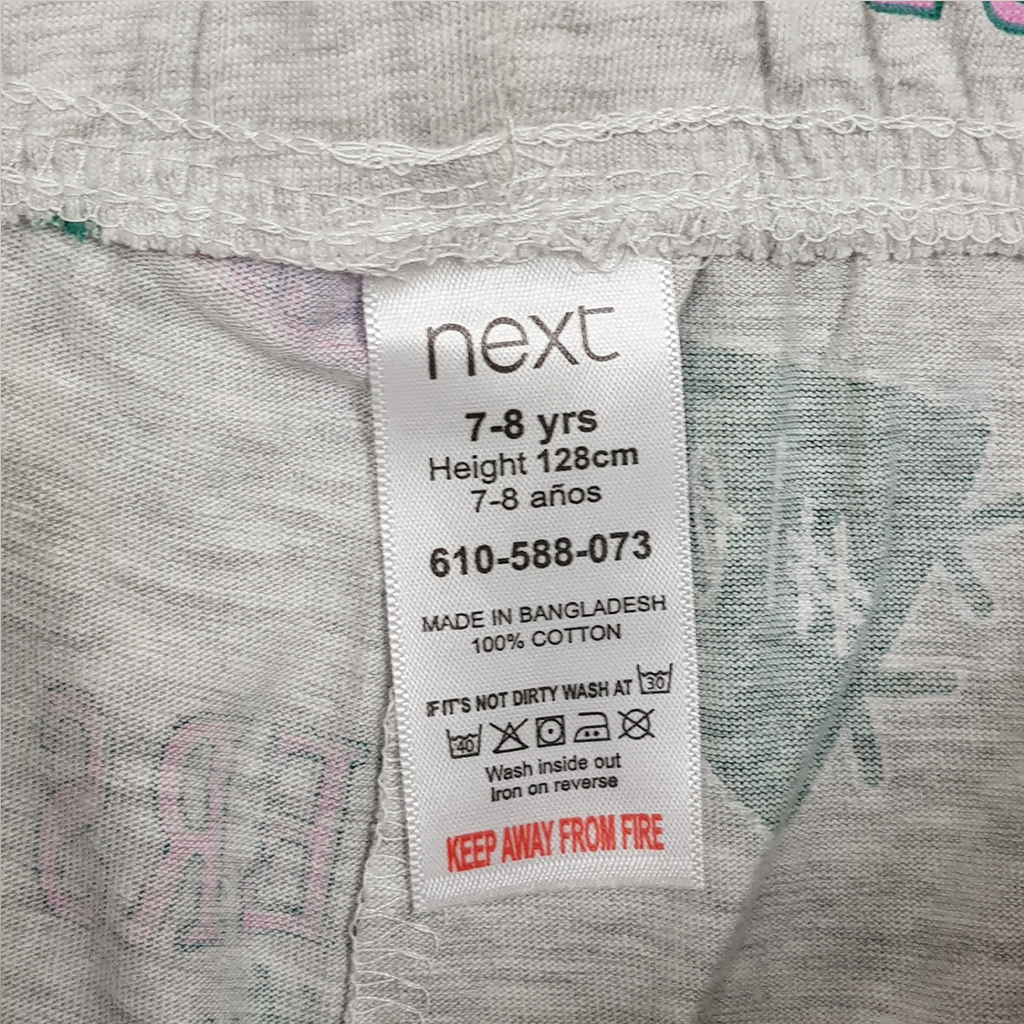 next
7-8 yrs
Height 128cm
7-8 años
610-588-073
MADE IN BANGLADESH
100% COTTON
IF IT'S NOT DIRTY WASH AT 30
40
Wash inside out
Iron on reverse
KEEP AWAY FROM FIRE